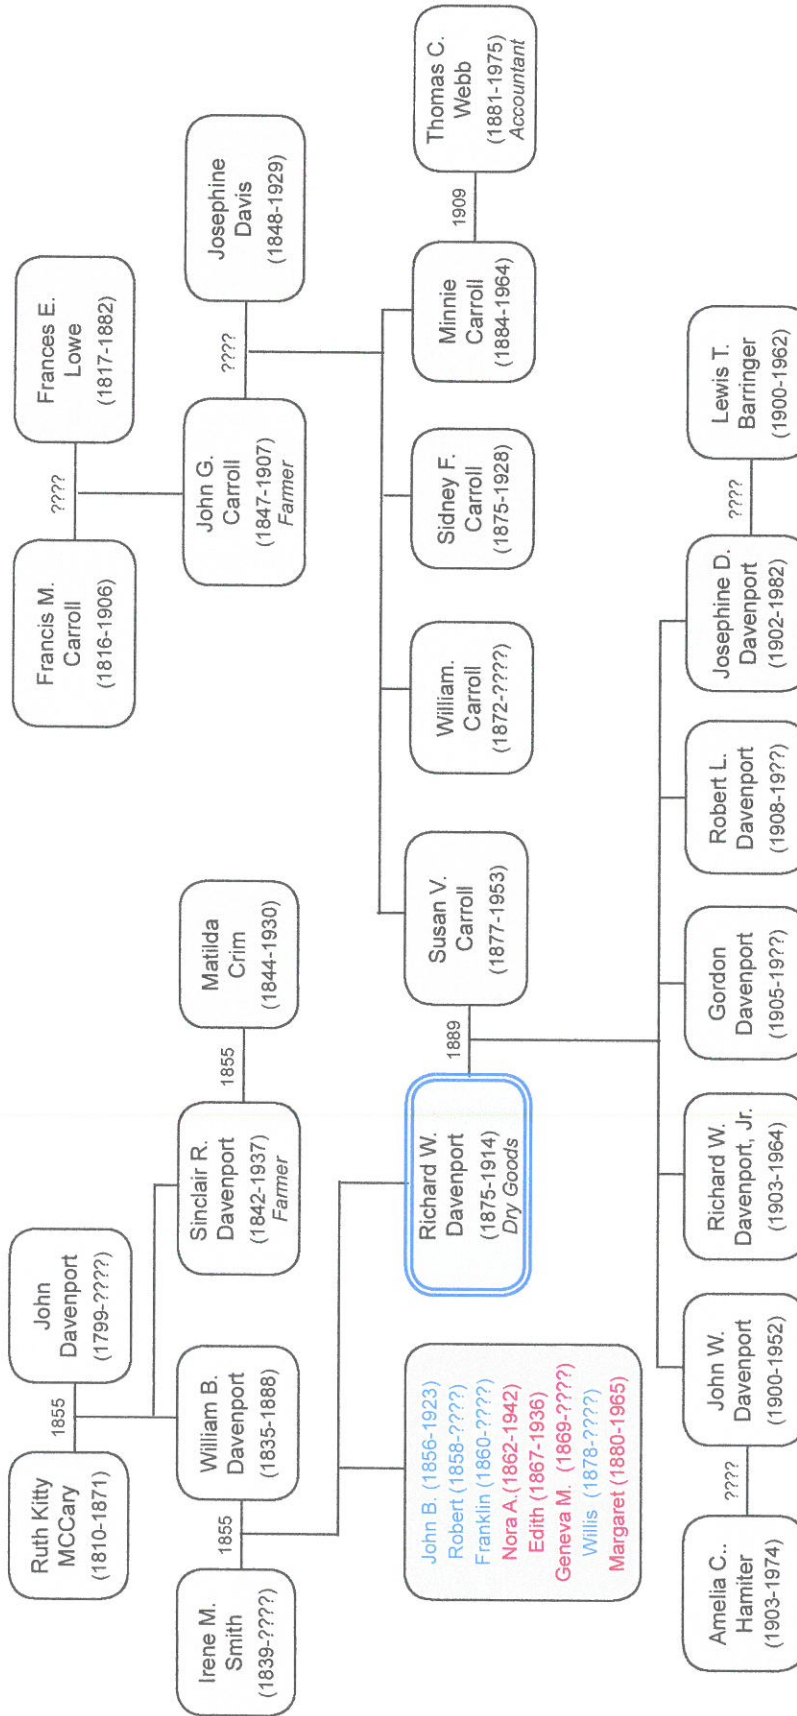 Ruth Kitty
MCCary
(1810-1871)
1855
John
Davenport
(1799-????)
Francis M.
Carroll
(1816-1906)
????
Frances E.
Lowe
(1817-1882)
Irene M.
Smith
(1839-????)
1855
William B.
Davenport
(1835-1888)
Sinclair R.
Davenport
(1842-1937)
Farmer
1855
Matilda
Crim
(1844-1930)
John G.
Carroll
(1847-1907)
Farmer
????
Josephine
Davis
(1848-1929)
John B. (1856-1923)
Robert (1858-????)
Franklin (1860-????)
Nora A.(1862-1942)
Edith (1867-1936)
Geneva M. (1869-????)
Willis (1878-????)
Margaret (1880-1965)
Richard W.
Davenport
(1875-1914)
Dry Goods
1889
Susan V.
Carroll
(1877-1953)
William.
Carroll
(1872-????)
Sidney F.
Carroll
(1875-1928)
Minnie
Carroll
(1884-1964)
1909
Thomas C.
Webb
(1881-1975)
Accountant
Amelia C..
Hamiter
(1903-1974)
????
John W.
Davenport
(1900-1952)
Richard W.
Davenport, Jr.
(1903-1964)
Gordon
Davenport
(1905-19??)
Robert L.
Davenport
(1908-19??)
Josephine D.
Davenport
(1902-1982)
????
Lewis T.
Barringer
(1900-1962)